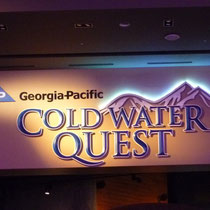 Georgia-Pacific
COLD WATER
QUEST